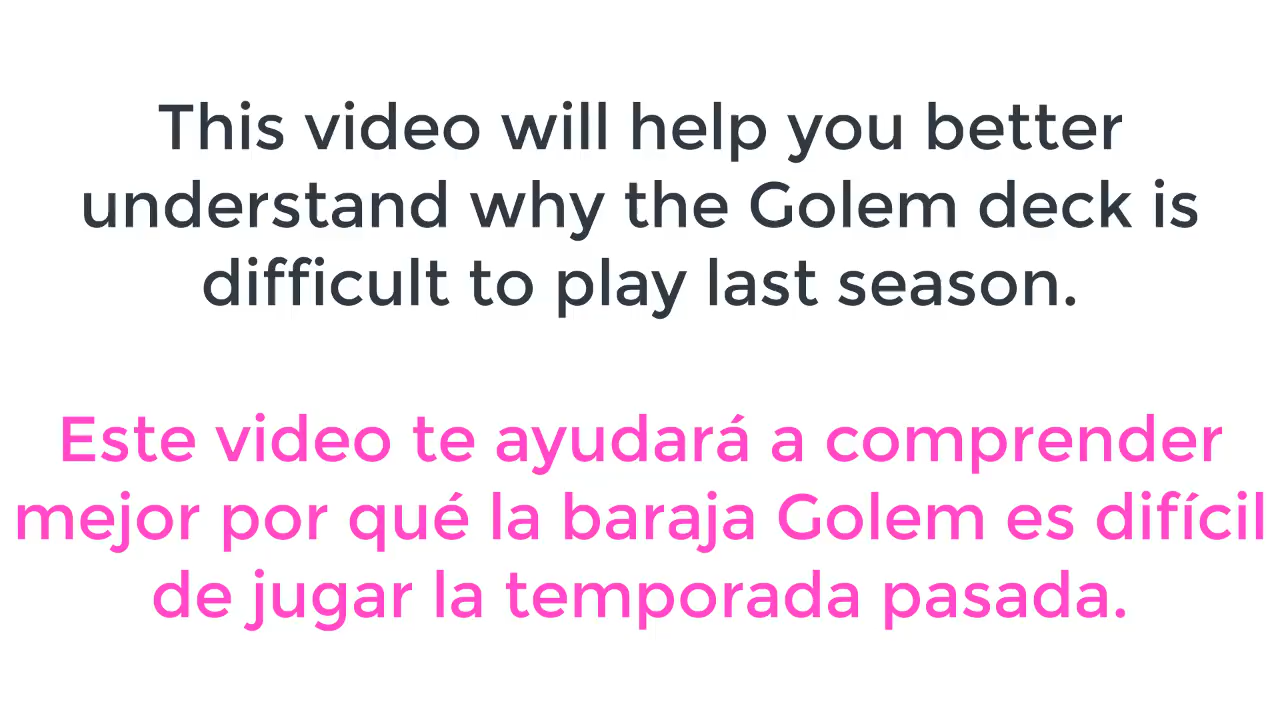 This video will help you better
understand why the Golem deck is
difficult to play last season.
Este video te ayudará a comprender
mejor por qué la baraja Golem es difícil
de jugar la temporada pasada.